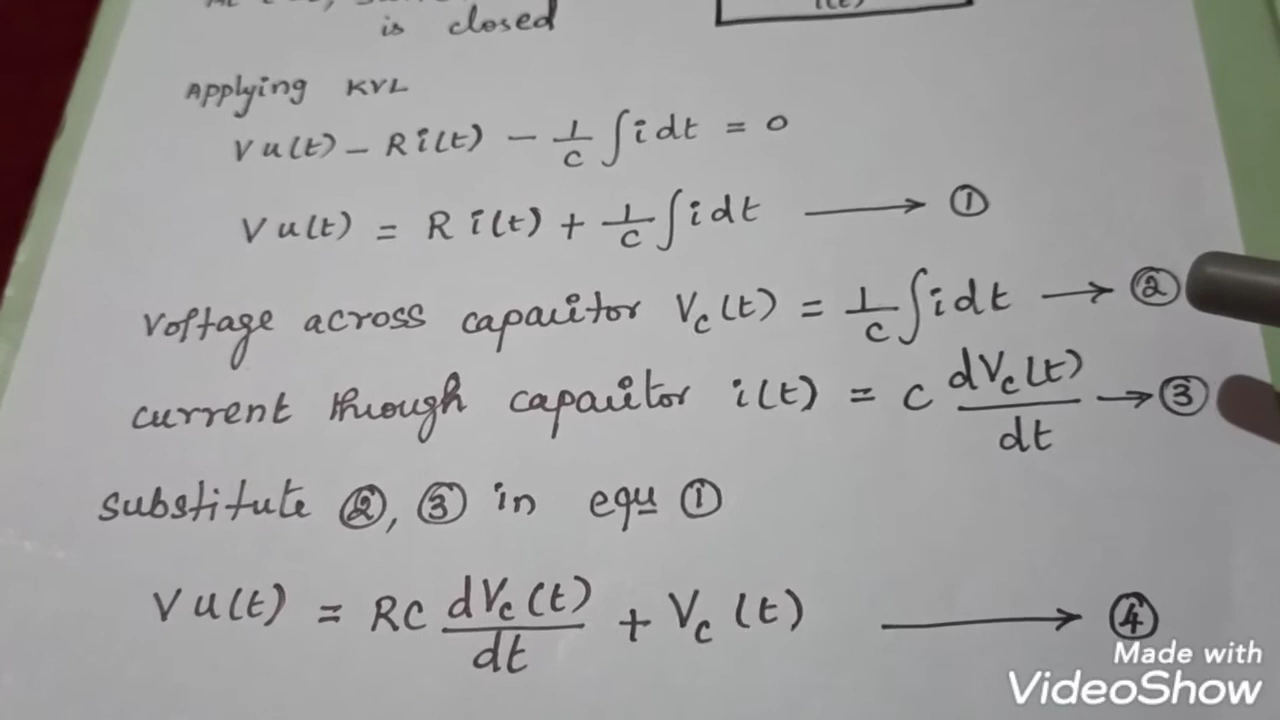 is closed
Applying KVL
V u(t) - R i(t) - 1/C ∫ i dt = 0
V u(t) = R i(t) + 1/C ∫ i dt ⟶ ①
Voltage across capacitor Vc(t) = 1/C ∫ i dt → ②
current through capacitor i(t) = C dVc(t)/dt → ③
substitute ②, ③ in equ ①
V u(t) = RC dVc(t)/dt + Vc(t) ⟶ ④
Made with
VideoShow